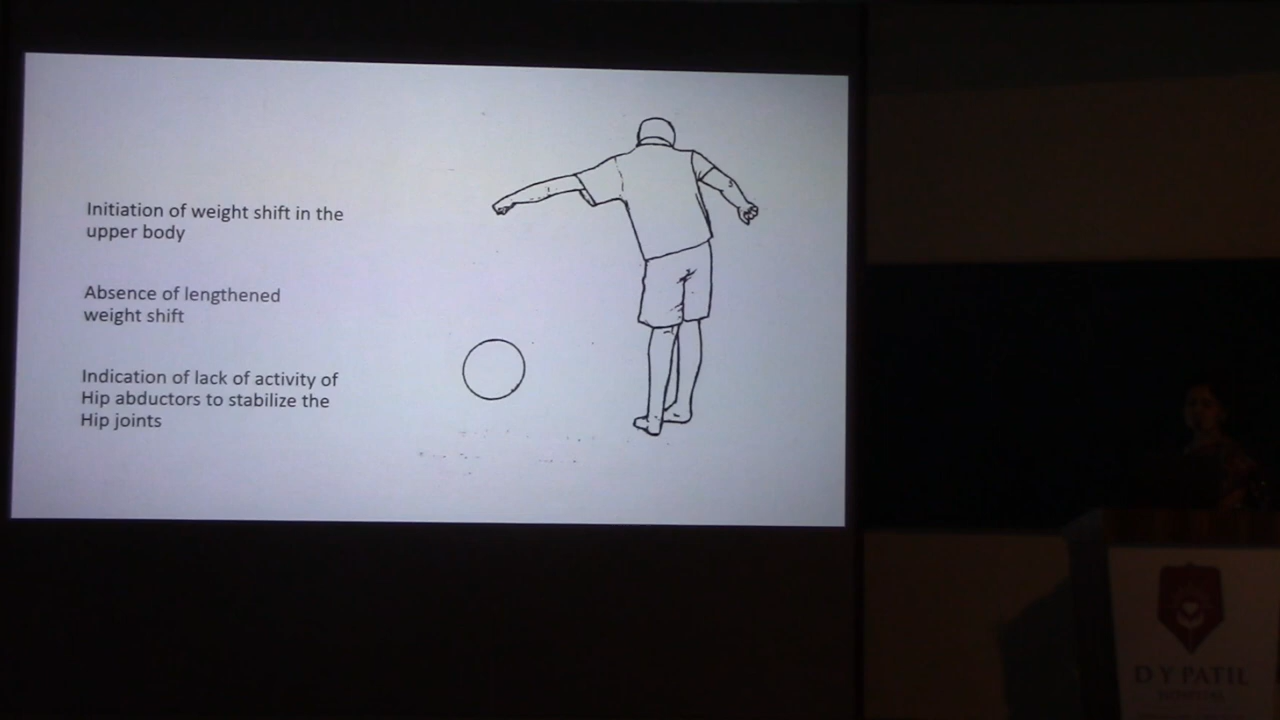 Initiation of weight shift in the
upper body
Absence of lengthened
weight shift
Indication of lack of activity of
Hip abductors to stabilize the
Hip joints
D Y PATIL
HOSPITAL